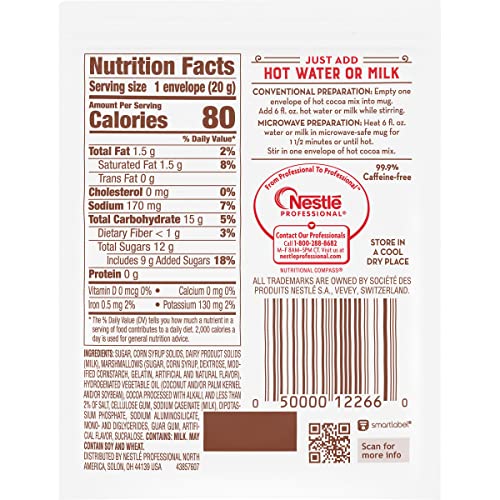 Nutrition Facts
Serving size 1 envelope (20 g)
Amount Per Serving
Calories 80
% Daily Value*
Total Fat 1.5 g 2%
Saturated Fat 1.5 g 8%
Trans Fat 0 g
Cholesterol 0 mg 0%
Sodium 170 mg 7%
Total Carbohydrate 15 g 5%
Dietary Fiber < 1 g 3%
Total Sugars 12 g
Includes 9 g Added Sugars 18%
Protein 0 g
Vitamin D 0 mcg 0% • Calcium 0 mg 0%
Iron 0.5 mg 2% • Potassium 130 mg 2%
* The % Daily Value (DV) tells you how much a nutrient in a
serving of food contributes to a daily diet. 2,000 calories a
day is used for general nutrition advice.
INGREDIENTS: SUGAR, CORN SYRUP SOLIDS, DAIRY PRODUCT SOLIDS
(MILK), MARSHMALLOWS (SUGAR, CORN SYRUP, DEXTROSE, MOD-
IFIED CORNSTARCH, GELATIN, ARTIFICIAL AND NATURAL FLAVOR),
HYDROGENATED VEGETABLE OIL (COCONUT AND/OR PALM KERNEL
AND/OR SOYBEAN), COCOA PROCESSED WITH ALKALI, AND LESS THAN
2% OF SALT, CELLULOSE GUM, SODIUM CASEINATE (MILK), DIPOTAS-
SIUM PHOSPHATE, SODIUM ALUMINOSILICATE,
MONO- AND DIGLYCERIDES, GUAR GUM, ARTIFI-
CIAL FLAVOR, SUCRALOSE. CONTAINS: MILK. MAY
CONTAIN SOY AND WHEAT.
DISTRIBUTED BY NESTLÉ PROFESSIONAL NORTH
AMERICA, SOLON, OH 44139 USA 43857607
JUST ADD
HOT WATER OR MILK
CONVENTIONAL PREPARATION: Empty one
envelope of hot cocoa mix into mug.
Add 6 fl. oz. hot water or milk while stirring.
MICROWAVE PREPARATION: Heat 6 fl. oz.
water or milk in microwave-safe mug for
1 1/2 minutes or until hot.
Stir in one envelope of hot cocoa mix.
99.9%
Caffeine-free
From Professional To Professional™
Nestlé
PROFESSIONAL®
Contact Our Professionals
Call 1-800-288-8682
M–F 8AM–5PM CT. Visit us at
nestleprofessional.com
NUTRITIONAL COMPASS®
STORE IN
A COOL
DRY PLACE
ALL TRADEMARKS ARE OWNED BY SOCIÉTÉ DES
PRODUITS NESTLÉ S.A., VEVEY, SWITZERLAND.
0 50000 12266 0
smartlabel®
Scan for
more info